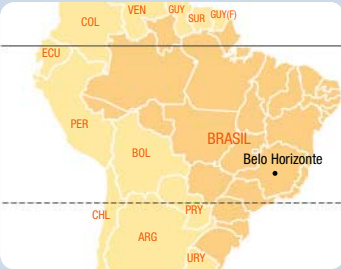 VEN
GUY
GUY(F)
COL
SUR
ECU
PER
BRASIL
BOL
Belo Horizonte
CHL
PRY
ARG
URY